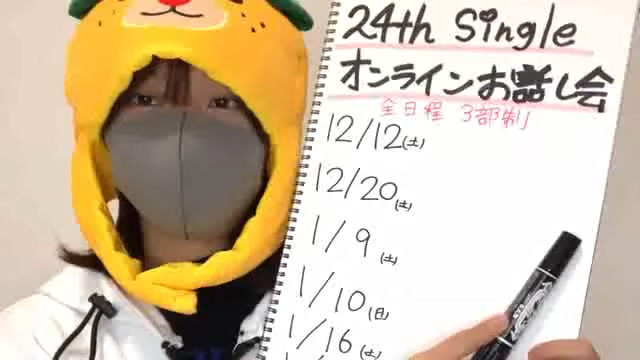 24th Single
オンラインお話し会
全日程 3部制
12/12(土)
12/20(土)
1/9(土)
1/10(日)
1/16(土)